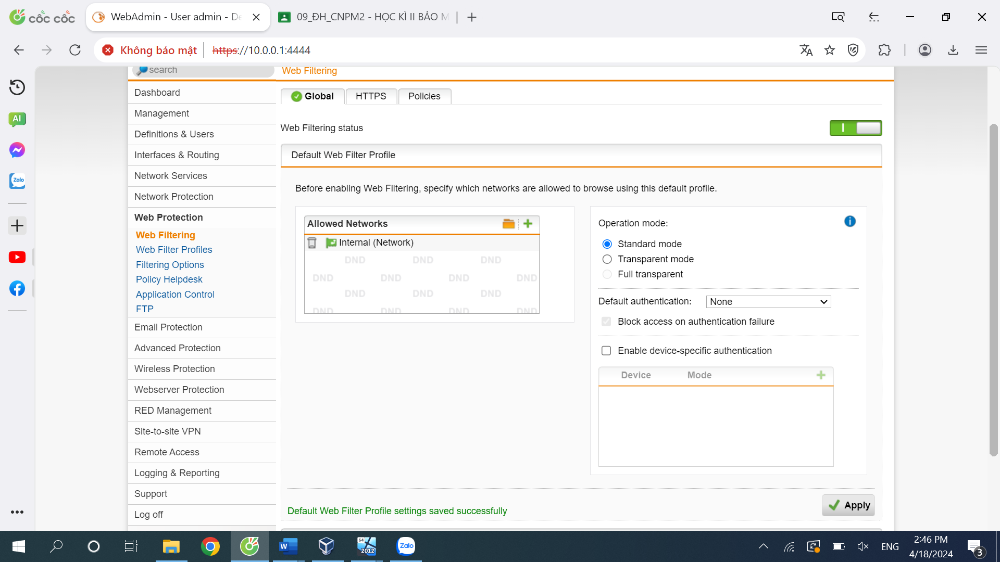 cốc cốc
WebAdmin - User admin - De
09_ĐH_CNPM2 - HỌC KÌ II BẢO M
Không bảo mật
https://10.0.0.1:4444
search
Web Filtering
Dashboard
Management
Definitions & Users
Interfaces & Routing
Network Services
Network Protection
Web Protection
Web Filtering
Web Filter Profiles
Filtering Options
Policy Helpdesk
Application Control
FTP
Email Protection
Advanced Protection
Wireless Protection
Webserver Protection
RED Management
Site-to-site VPN
Remote Access
Logging & Reporting
Support
Log off
Global
HTTPS
Policies
Web Filtering status
Default Web Filter Profile
Before enabling Web Filtering, specify which networks are allowed to browse using this default profile.
Allowed Networks
Internal (Network)
DND DND DND
DND DND DND DND
DND DND DND
DND DND DND DND
Operation mode:
Standard mode
Transparent mode
Full transparent
Default authentication: None
Block access on authentication failure
Enable device-specific authentication
Device Mode
Default Web Filter Profile settings saved successfully
Apply
AI
Zalo
W
64
2012
Zalo
ENG
2:46 PM
4/18/2024
3